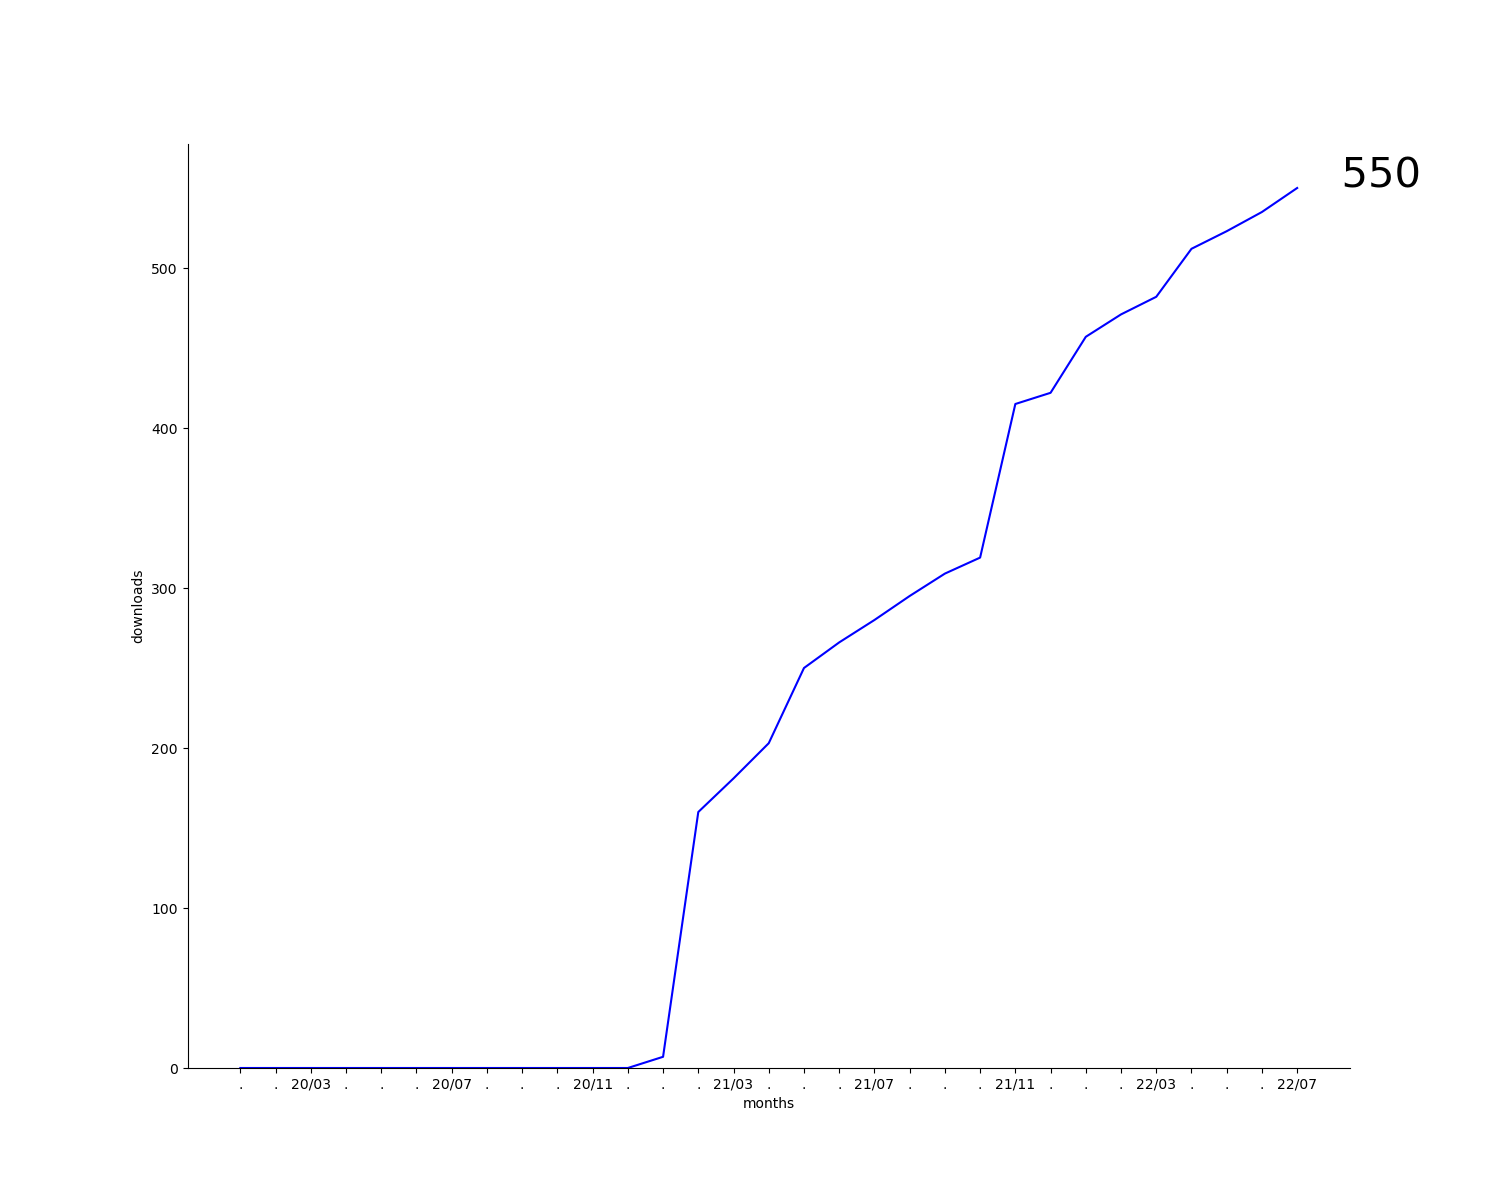 550
500
400
300
200
100
0
downloads
. . 20/03 . . . 20/07 . . . 20/11 . . . 21/03 . . . 21/07 . . . 21/11 . . . 22/03 . . . 22/07
months